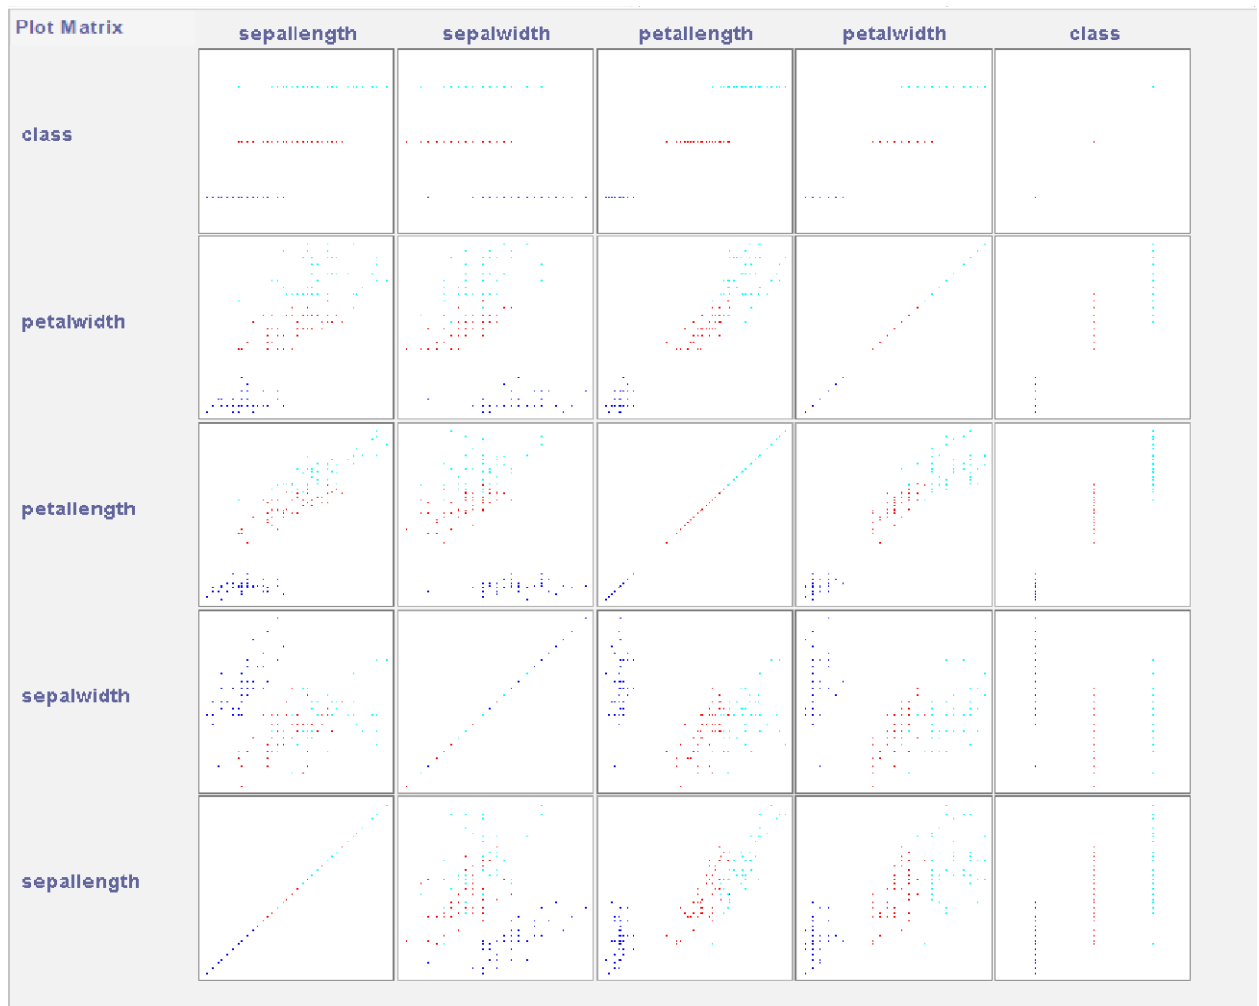 Plot Matrix
sepallength sepalwidth petallength petalwidth class
class
petalwidth
petallength
sepalwidth
sepallength